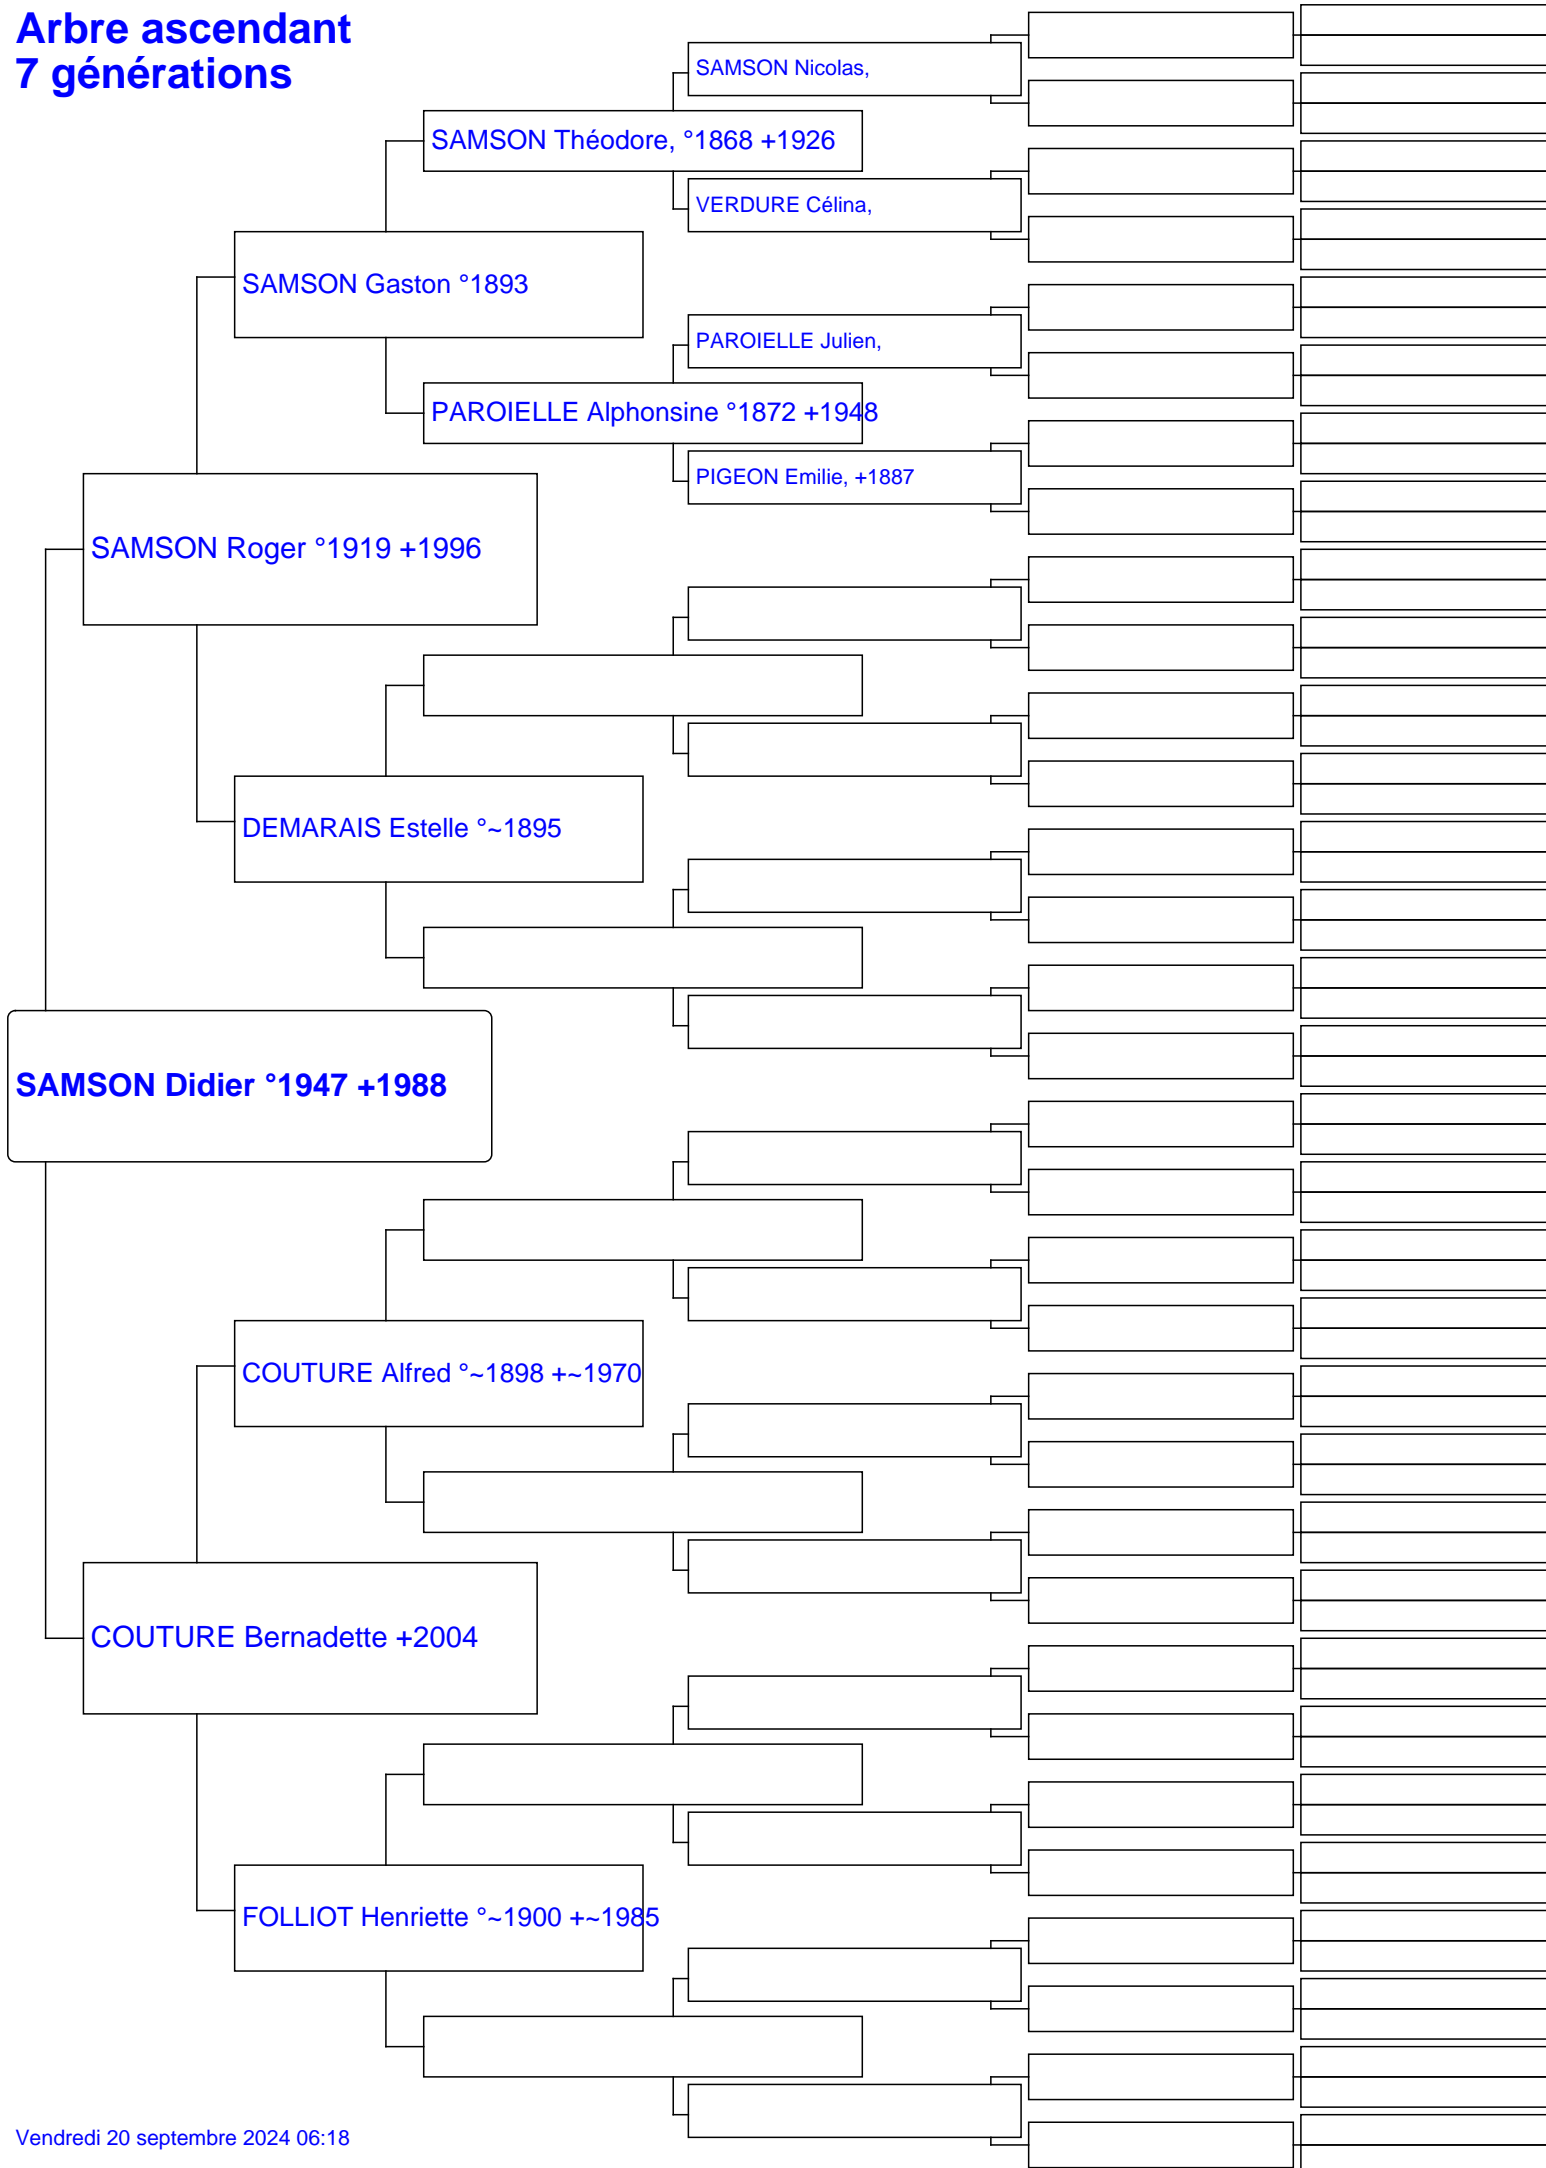 Arbre ascendant
7 générations
SAMSON Nicolas,
SAMSON Théodore, °1868 +1926
VERDURE Célina,
SAMSON Gaston °1893
PAROIELLE Julien,
PAROIELLE Alphonsine °1872 +1948
PIGEON Emilie, +1887
SAMSON Roger °1919 +1996
DEMARAIS Estelle °~1895
SAMSON Didier °1947 +1988
COUTURE Alfred °~1898 +~1970
COUTURE Bernadette +2004
FOLLIOT Henriette °~1900 +~1985
Vendredi 20 septembre 2024 06:18